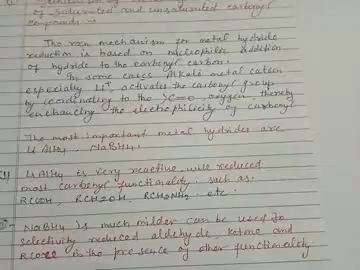 of saturated and unsaturated carbonyl
compounds:-
The main mechanism for metal hydride
reduction is based on nucleophilic addition
of hydride to the carbonyl carbon.
In some cases Alkali metal cation
especially Li+, activates the carbonyl group
by coordinating to the >C=O oxygen thereby
enhancing the electrophilicity of carbonyl
The most important metal hydrides are
LiAlH4, NaBH4.
LiAlH4 is very reactive, will reduced
most carbonyl functionality such as
RCOOH, RCH2OH, RCH2NH2, etc.
NaBH4 is much milder can be used to
selectivity reduced aldehyde, ketone and
in the presence of other functionality.